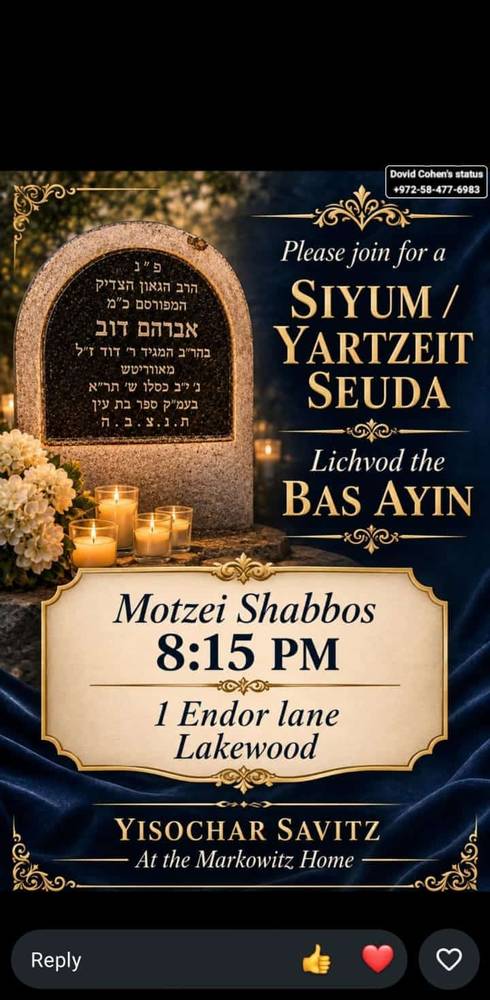 Dovid Cohen's status
+972-58-477-6983
פ״נ
הרב הגאון הצדיק
המפורסם כ״מ
אברהם דוב
בהר״ב המגיד ר׳ דוד ז״ל
מאווריטש
נ׳ י״ב כסלו ש׳ תר״א
בעמ״ק ספר בת עין
ת.נ.צ.ב.ה
Please join for a
SIYUM /
YARTZEIT
SEUDA
Lichvod the
BAS AYIN
Motzei Shabbos
8:15 PM
1 Endor lane
Lakewood
YISOCHAR SAVITZ
At the Markowitz Home
Reply